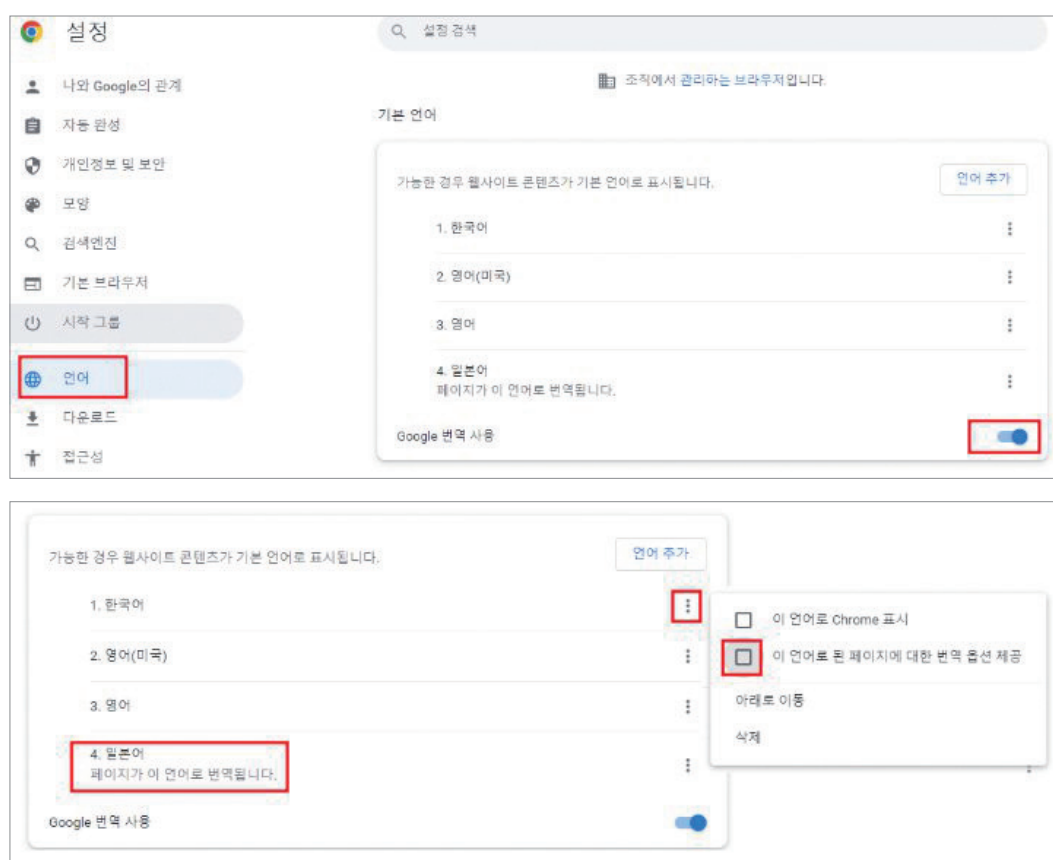 설정
설정 검색
나와 Google의 관계
자동 완성
개인정보 및 보안
모양
검색엔진
기본 브라우저
시작 그룹
언어
다운로드
접근성
조직에서 관리하는 브라우저입니다.
기본 언어
가능한 경우 웹사이트 콘텐츠가 기본 언어로 표시됩니다.
언어 추가
1. 한국어
2. 영어(미국)
3. 영어
4. 일본어
페이지가 이 언어로 번역됩니다.
Google 번역 사용
가능한 경우 웹사이트 콘텐츠가 기본 언어로 표시됩니다.
언어 추가
1. 한국어
2. 영어(미국)
3. 영어
4. 일본어
페이지가 이 언어로 번역됩니다.
Google 번역 사용
이 언어로 Chrome 표시
이 언어로 된 페이지에 대한 번역 옵션 제공
아래로 이동
삭제